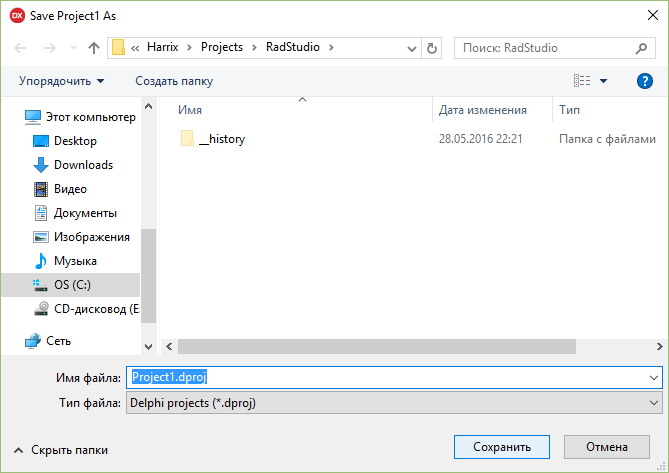 DX Save Project1 As
« Harrix › Projects › RadStudio ›
Поиск: RadStudio
Упорядочить
Создать папку
?
Этот компьютер
Desktop
Downloads
Видео
Документы
Изображения
Музыка
OS (C:)
CD-дисковод (E
Сеть
Имя
Дата изменения
Тип
__history
28.05.2016 22:21
Папка с файлами
Имя файла:
Project1.dproj
Тип файла:
Delphi projects (*.dproj)
Скрыть папки
Сохранить
Отмена